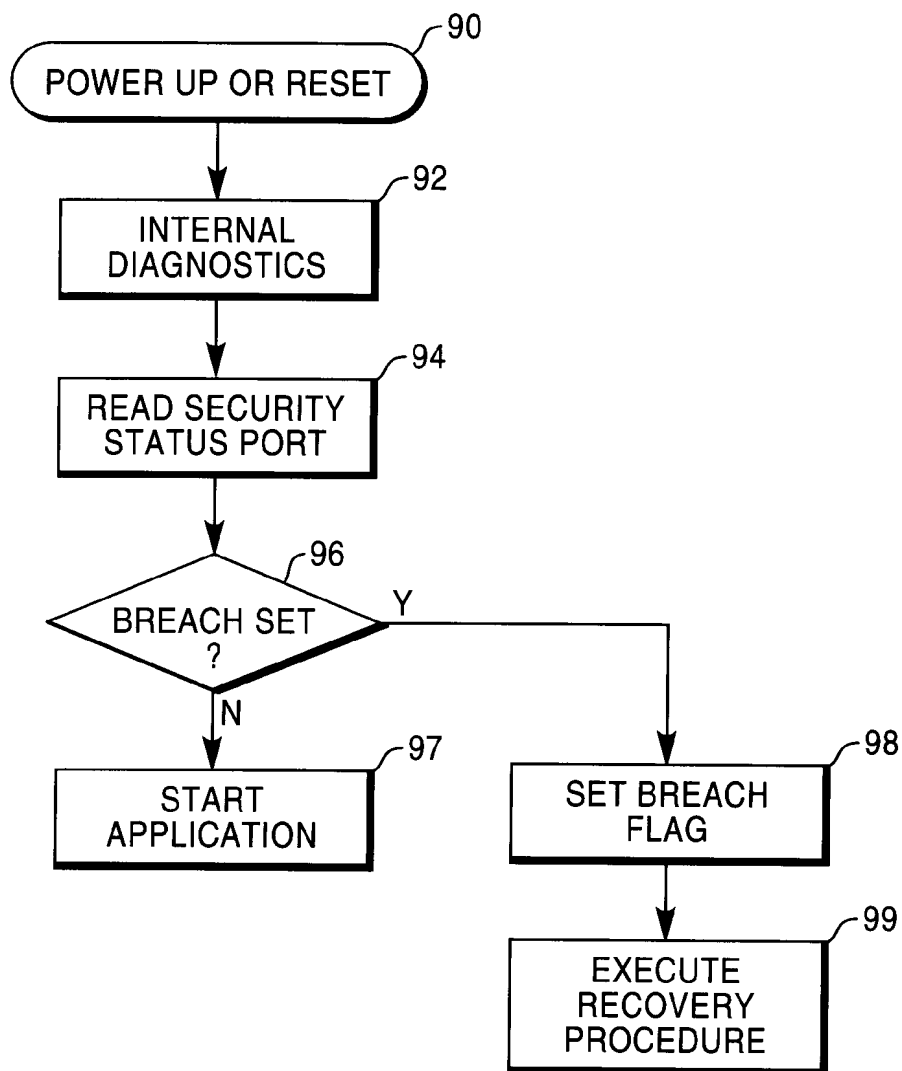 90
POWER UP OR RESET
92
INTERNAL
DIAGNOSTICS
94
READ SECURITY
STATUS PORT
96
BREACH SET
?
Y
N
97
START
APPLICATION
98
SET BREACH
FLAG
99
EXECUTE
RECOVERY
PROCEDURE